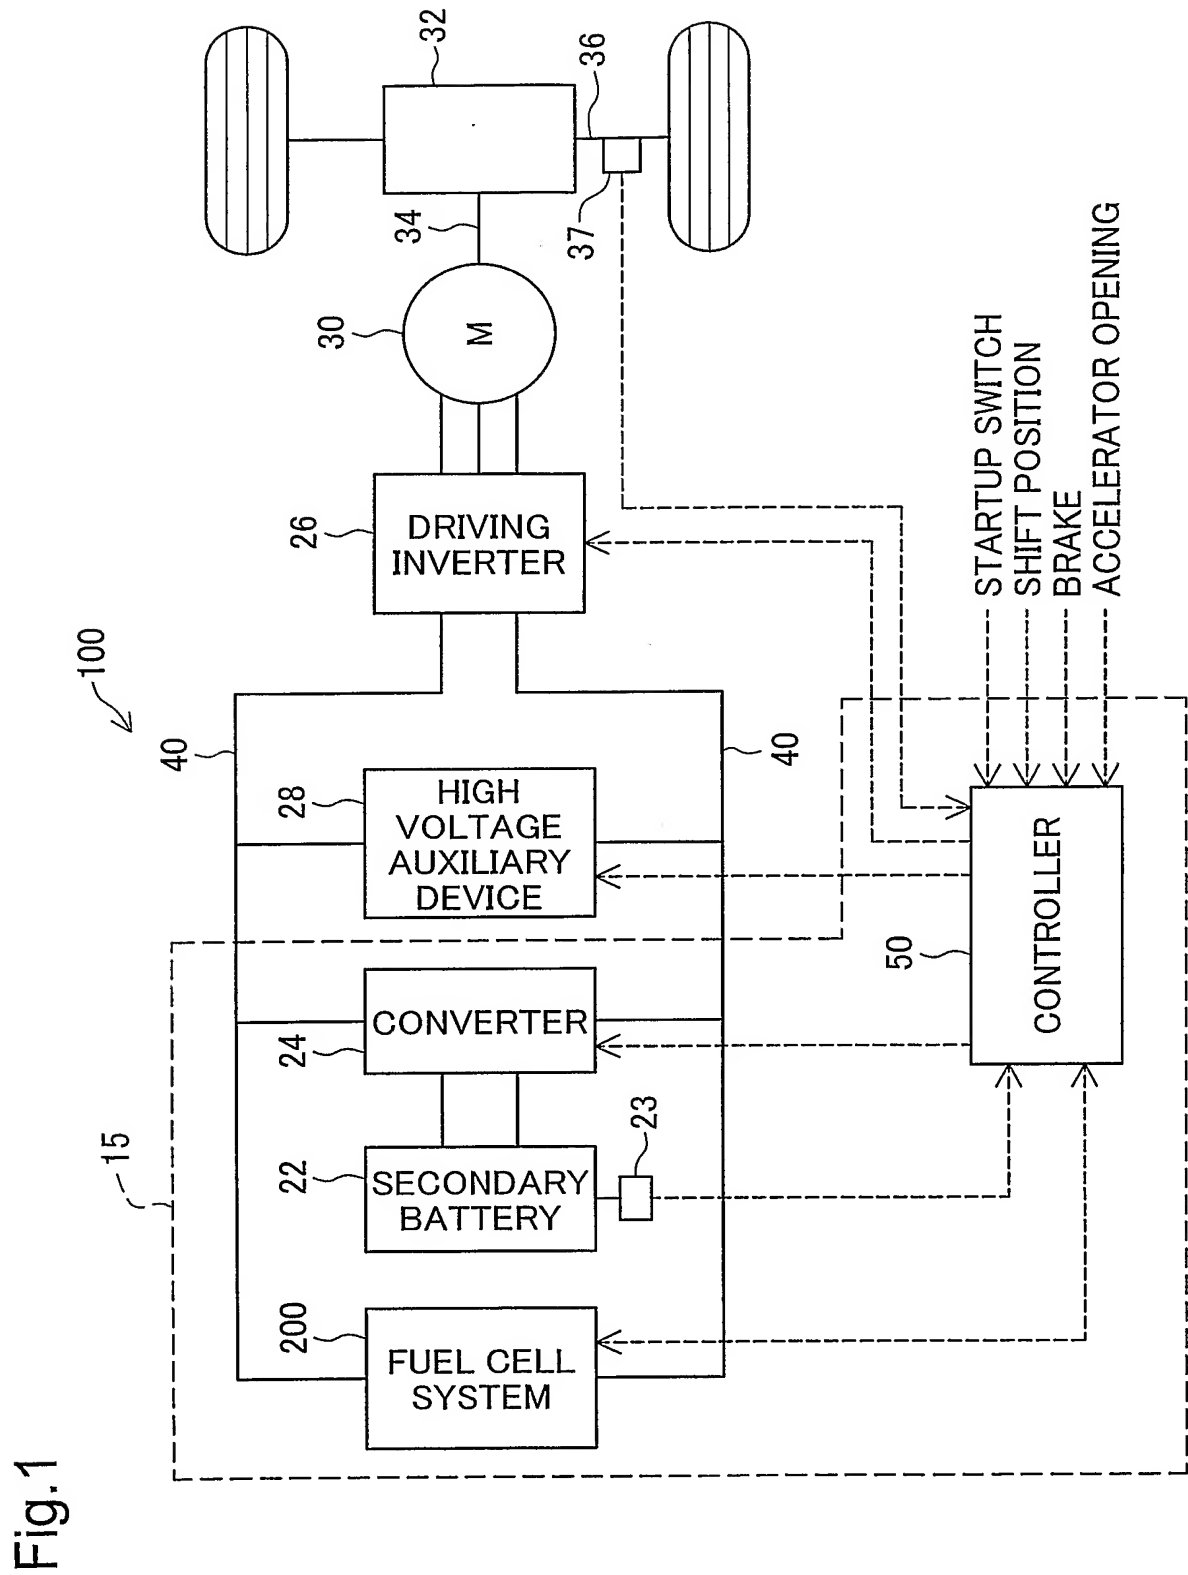 Fig.1
100
15
40
40
200
FUEL CELL
SYSTEM
22
SECONDARY
BATTERY
23
24
CONVERTER
28
HIGH
VOLTAGE
AUXILIARY
DEVICE
26
DRIVING
INVERTER
30
M
34
32
36
37
50
CONTROLLER
STARTUP SWITCH
SHIFT POSITION
BRAKE
ACCELERATOR OPENING